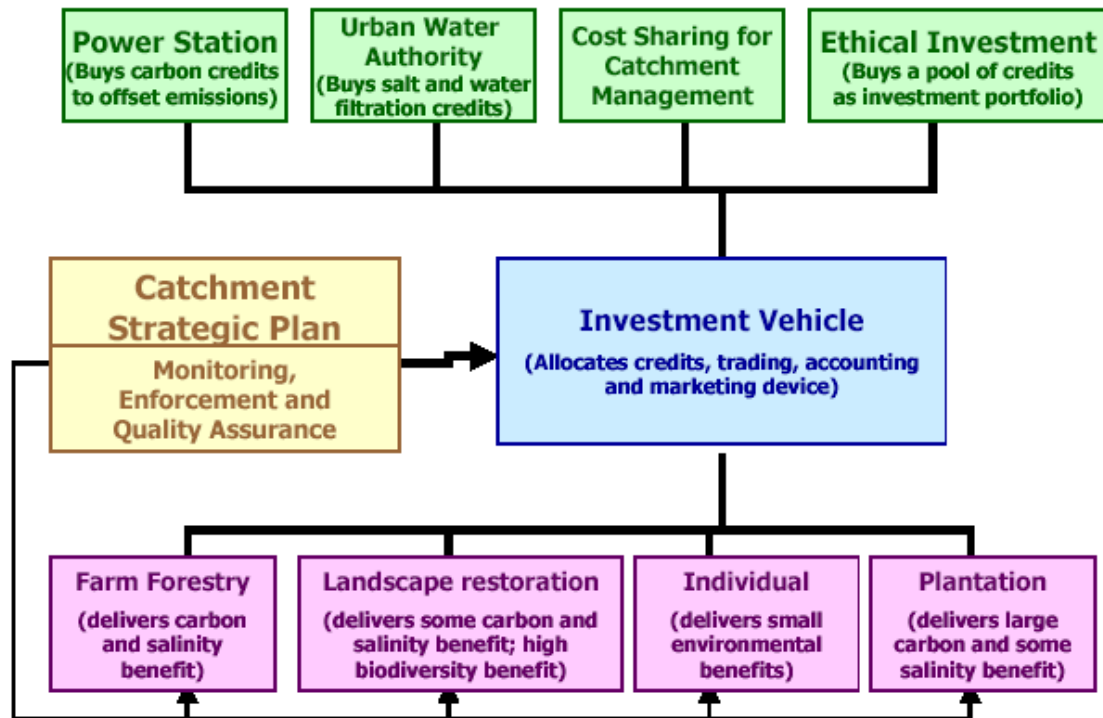 Power Station
(Buys carbon credits
to offset emissions)
Urban Water
Authority
(Buys salt and water
filtration credits)
Cost Sharing for
Catchment
Management
Ethical Investment
(Buys a pool of credits
as investment portfolio)
Catchment
Strategic Plan
Monitoring,
Enforcement and
Quality Assurance
Investment Vehicle
(Allocates credits, trading, accounting
and marketing device)
Farm Forestry
(delivers carbon
and salinity
benefit)
Landscape restoration
(delivers some carbon and
salinity benefit; high
biodiversity benefit)
Individual
(delivers small
environmental
benefits)
Plantation
(delivers large
carbon and some
salinity benefit)